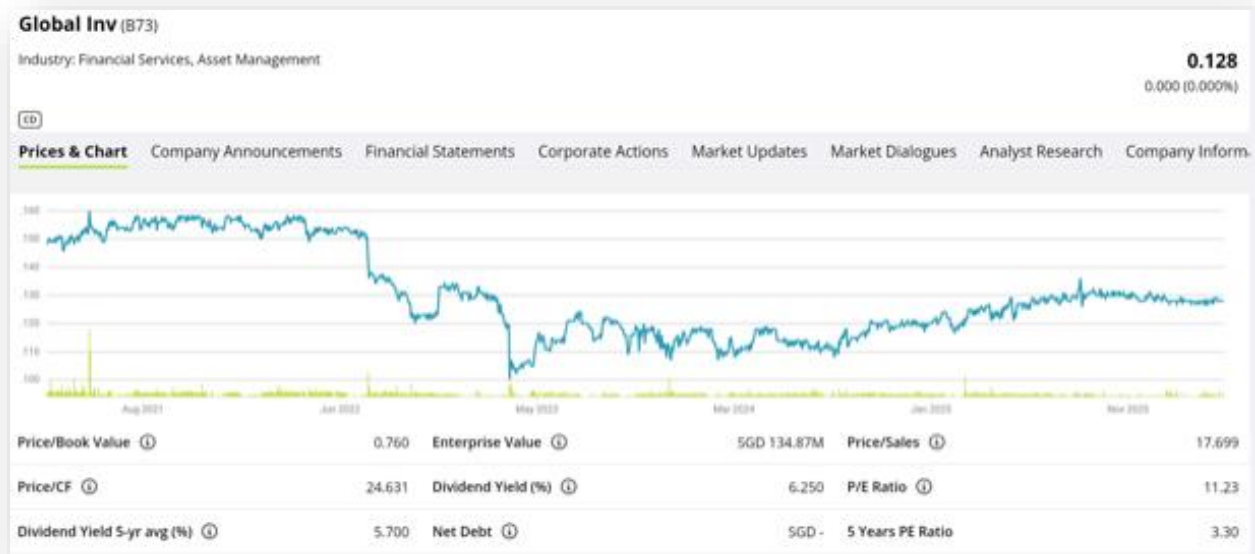 Global Inv (B73)
Industry: Financial Services, Asset Management
0.128
0.000 (0.000%)
CD
Prices & Chart Company Announcements Financial Statements Corporate Actions Market Updates Market Dialogues Analyst Research Company Inform
160
150
140
130
120
110
100
Aug 2021 Jun 2022 May 2023 Mar 2024 Jan 2025 Nov 2025
Price/Book Value 0.760 Enterprise Value SGD 134.87M Price/Sales 17.699
Price/CF 24.631 Dividend Yield (%) 6.250 P/E Ratio 11.23
Dividend Yield 5-yr avg (%) 5.700 Net Debt SGD - 5 Years PE Ratio 3.30